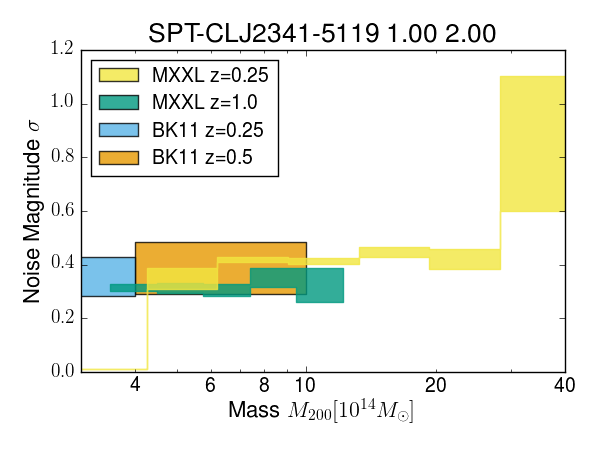 SPT-CLJ2341-5119 1.00 2.00
1.2
1.0
0.8
0.6
0.4
0.2
0.0
Noise Magnitude σ
MXXL z=0.25
MXXL z=1.0
BK11 z=0.25
BK11 z=0.5
4 6 8 10 20 40
Mass M₂₀₀[10¹⁴M☉]